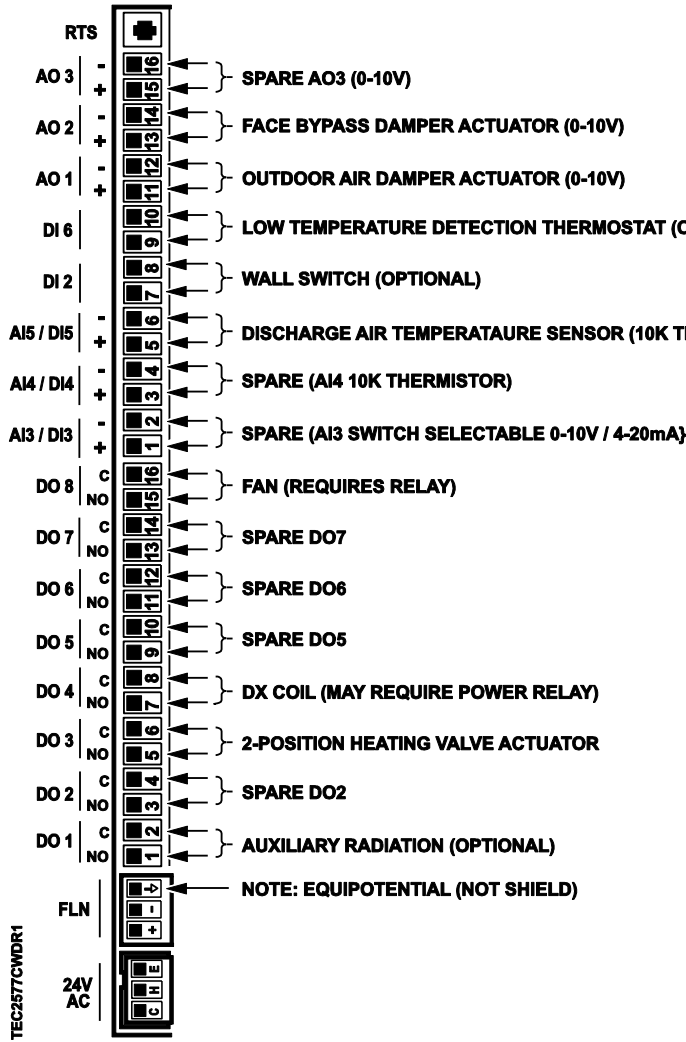 RTS
AO 3 - + 16 15 SPARE AO3 (0-10V)
AO 2 - + 14 13 FACE BYPASS DAMPER ACTUATOR (0-10V)
AO 1 - + 12 11 OUTDOOR AIR DAMPER ACTUATOR (0-10V)
DI 6 10 9 LOW TEMPERATURE DETECTION THERMOSTAT (O
DI 2 8 7 WALL SWITCH (OPTIONAL)
AI5 / DI5 - + 6 5 DISCHARGE AIR TEMPERATAURE SENSOR (10K T
AI4 / DI4 - + 4 3 SPARE (AI4 10K THERMISTOR)
AI3 / DI3 - + 2 1 SPARE (AI3 SWITCH SELECTABLE 0-10V / 4-20mA}
DO 8 C NO 16 15 FAN (REQUIRES RELAY)
DO 7 C NO 14 13 SPARE DO7
DO 6 C NO 12 11 SPARE DO6
DO 5 C NO 10 9 SPARE DO5
DO 4 C NO 8 7 DX COIL (MAY REQUIRE POWER RELAY)
DO 3 C NO 6 5 2-POSITION HEATING VALVE ACTUATOR
DO 2 C NO 4 3 SPARE DO2
DO 1 C NO 2 1 AUXILIARY RADIATION (OPTIONAL)
NOTE: EQUIPOTENTIAL (NOT SHIELD)
FLN - +
24V AC E H C
TEC2577CWDR1